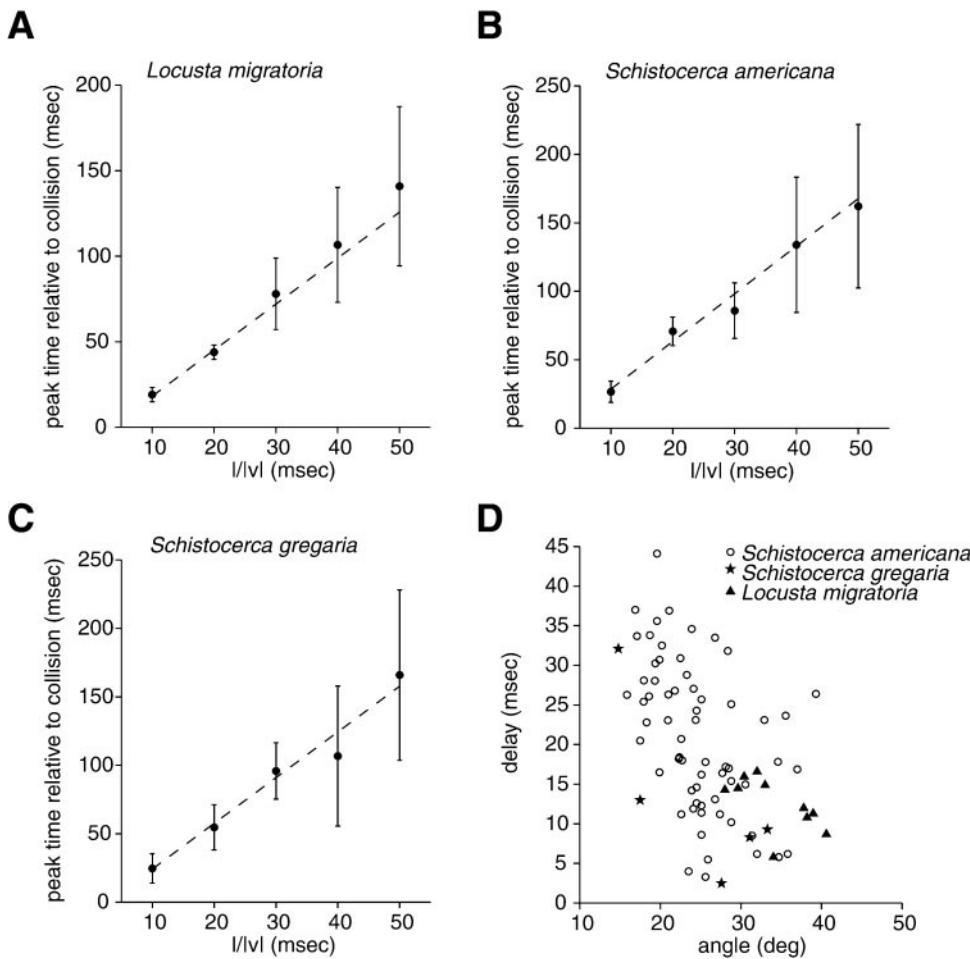 A
Locusta migratoria
peak time relative to collision (msec)
200
150
100
50
0
10 20 30 40 50
l/|v| (msec)
B
Schistocerca americana
peak time relative to collision (msec)
250
200
150
100
50
0
10 20 30 40 50
l/|v| (msec)
C
Schistocerca gregaria
peak time relative to collision (msec)
250
200
150
100
50
0
10 20 30 40 50
l/|v| (msec)
D
Schistocerca americana
Schistocerca gregaria
Locusta migratoria
delay (msec)
45
40
35
30
25
20
15
10
5
0
10 20 30 40 50
angle (deg)